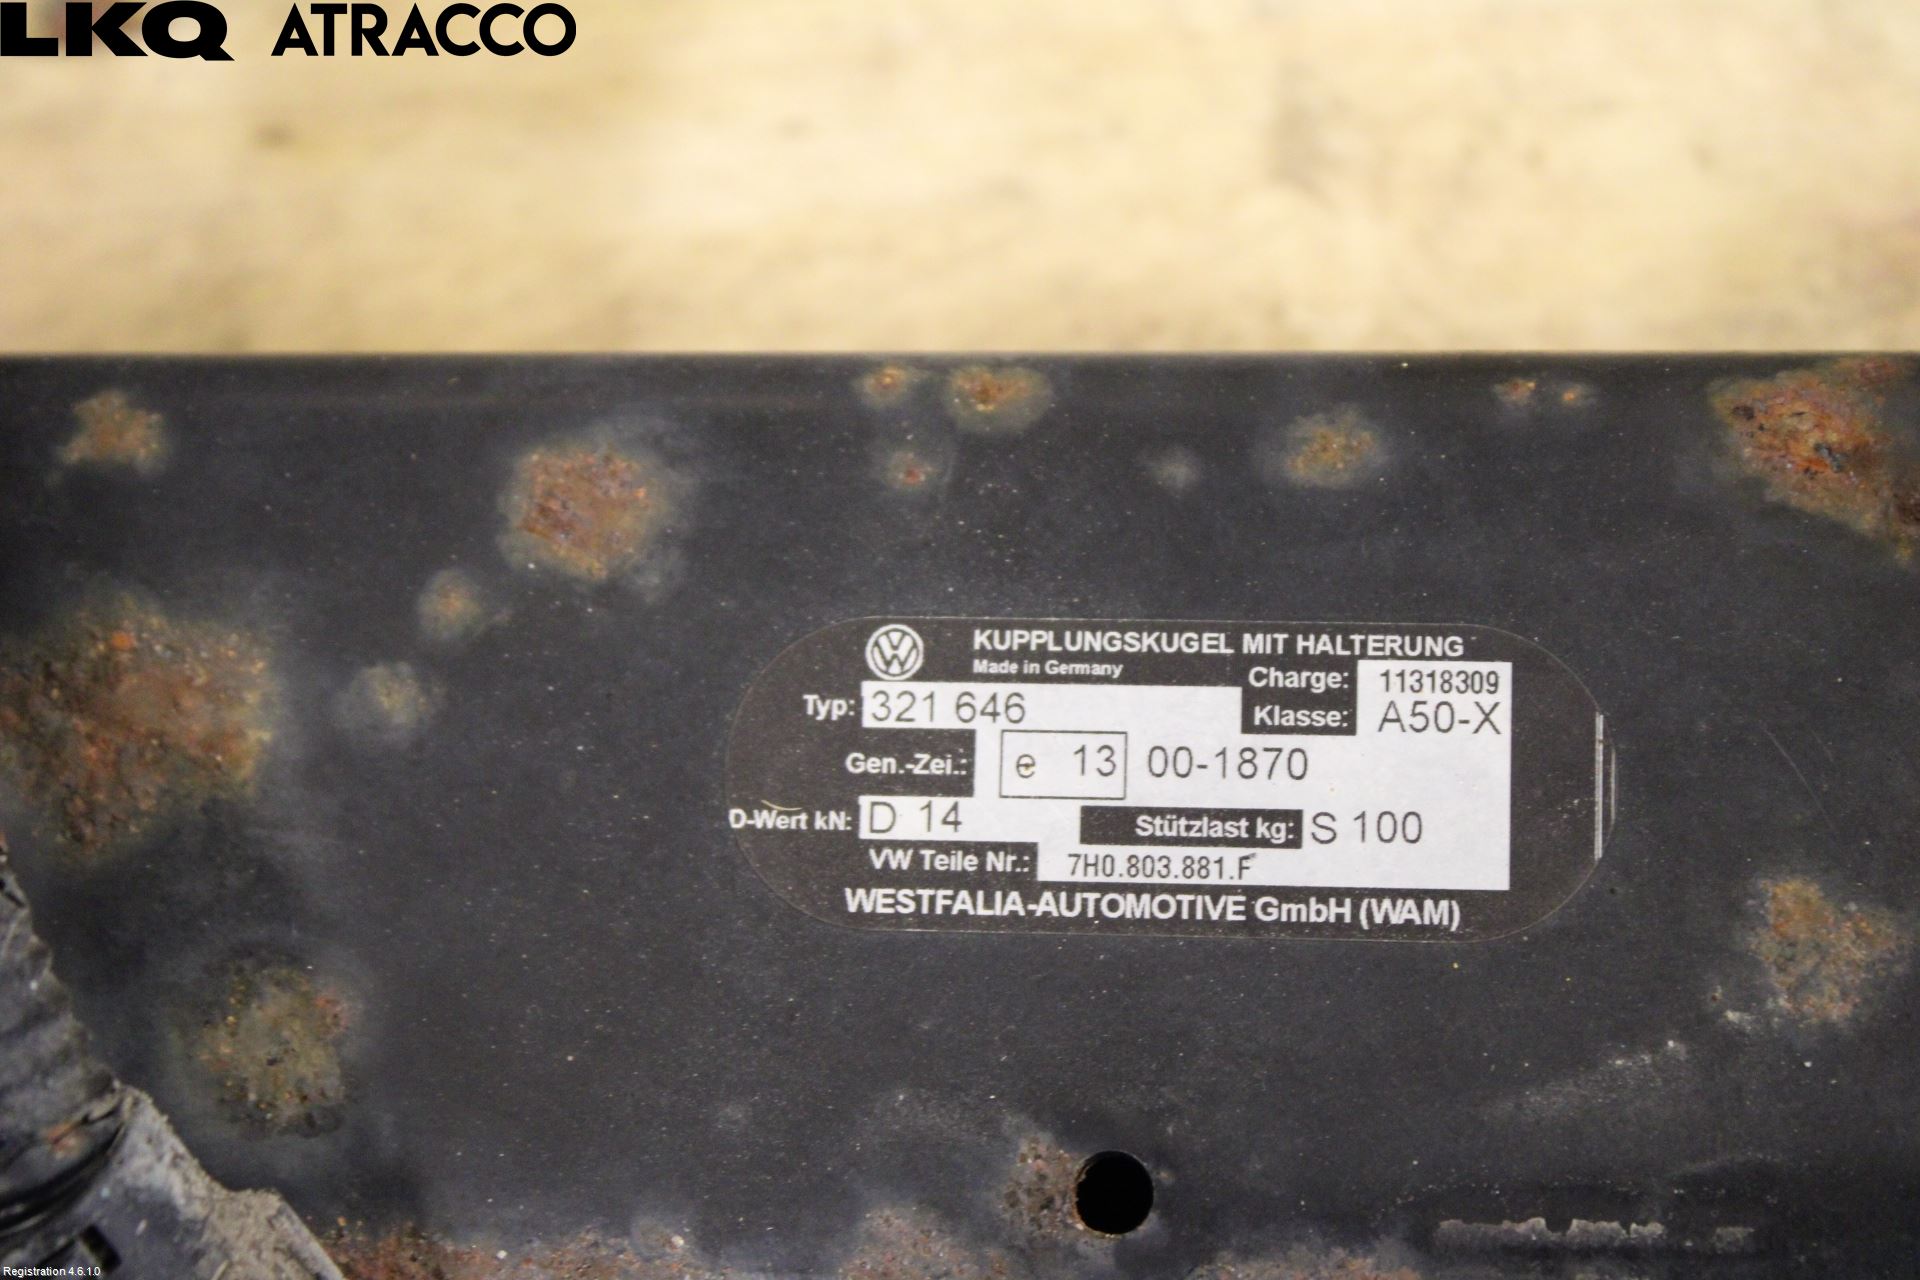 LKQ ATRACCO
KUPPLUNGSKUGEL MIT HALTERUNG
Made in Germany
Charge: 11318309
Typ: 321 646
Klasse: A50-X
Gen.-Zei.: e 13 00-1870
D-Wert kN: D 14 Stützlast kg: S 100
VW Teile Nr.: 7H0.803.881.F
WESTFALIA-AUTOMOTIVE GmbH (WAM)
Registration 4.6.1.0